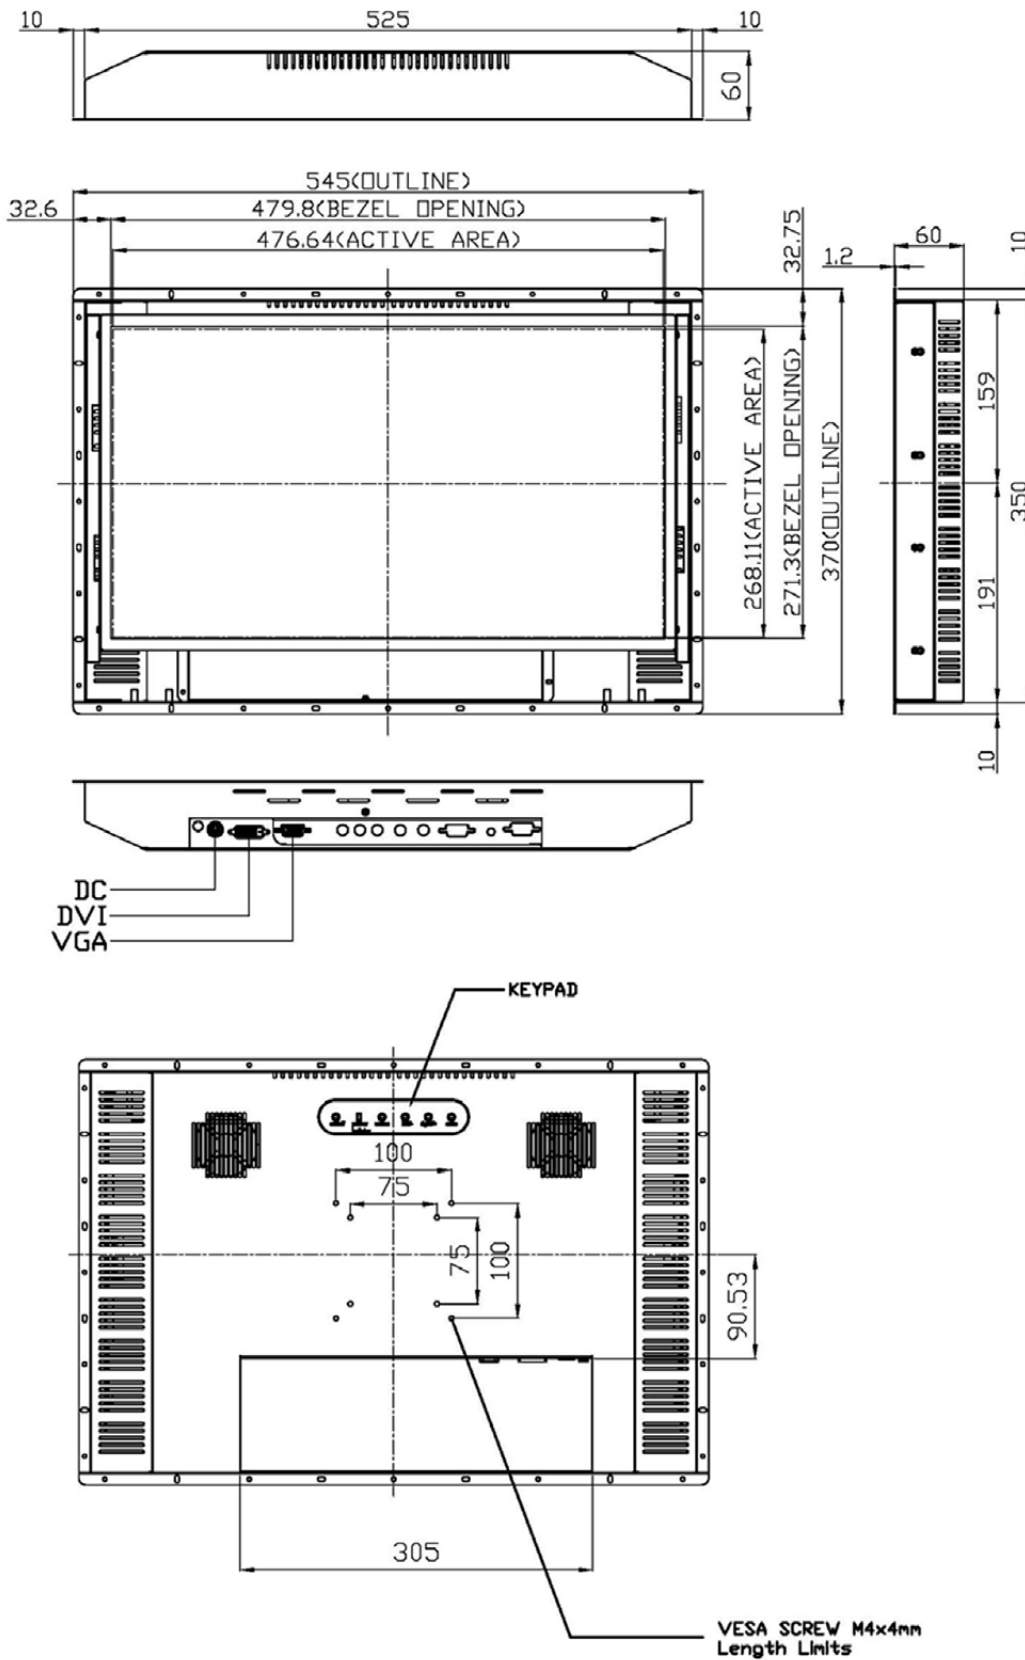 10
525
10
60
545(OUTLINE)
32.6
479.8(BEZEL OPENING)
476.64(ACTIVE AREA)
32.75
268.11(ACTIVE AREA)
271.3(BEZEL OPENING)
370(OUTLINE)
1.2
60
10
159
350
191
10
DC
DVI
VGA
KEYPAD
100
75
75
100
90.53
305
VESA SCREW M4x4mm
Length Limits